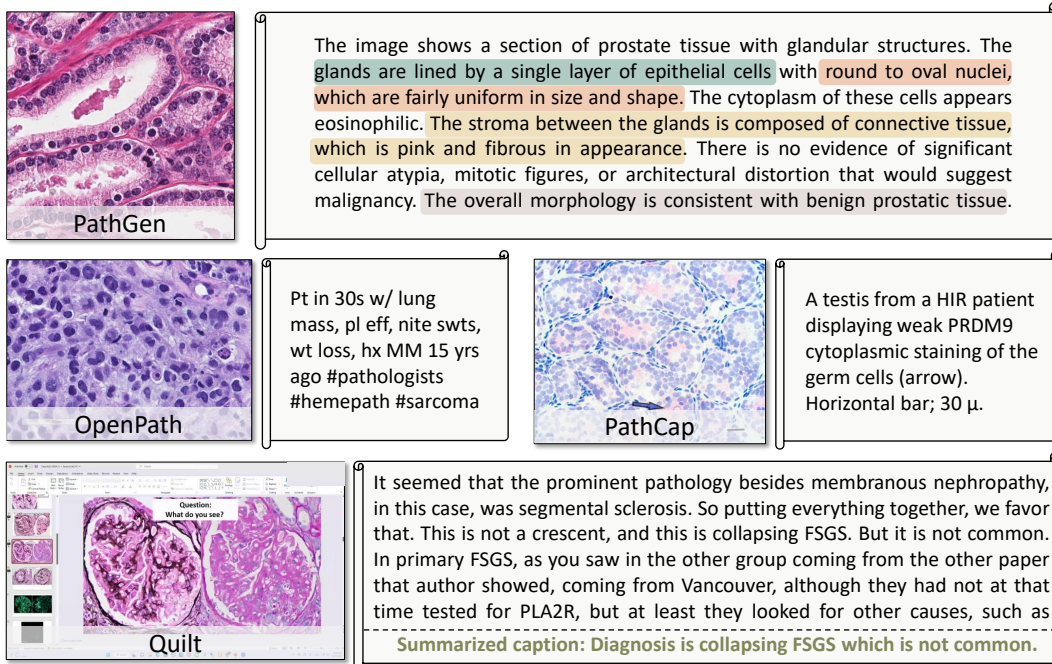 The image shows a section of prostate tissue with glandular structures. The
glands are lined by a single layer of epithelial cells with round to oval nuclei,
which are fairly uniform in size and shape. The cytoplasm of these cells appears
eosinophilic. The stroma between the glands is composed of connective tissue,
which is pink and fibrous in appearance. There is no evidence of significant
cellular atypia, mitotic figures, or architectural distortion that would suggest
malignancy. The overall morphology is consistent with benign prostatic tissue.
PathGen
Pt in 30s w/ lung
mass, pl eff, nite swts,
wt loss, hx MM 15 yrs
ago #pathologists
#hemepath #sarcoma
OpenPath
A testis from a HIR patient
displaying weak PRDM9
cytoplasmic staining of the
germ cells (arrow).
Horizontal bar; 30 μ.
PathCap
Question:
What do you see?
Quilt
It seemed that the prominent pathology besides membranous nephropathy,
in this case, was segmental sclerosis. So putting everything together, we favor
that. This is not a crescent, and this is collapsing FSGS. But it is not common.
In primary FSGS, as you saw in the other group coming from the other paper
that author showed, coming from Vancouver, although they had not at that
time tested for PLA2R, but at least they looked for other causes, such as
Summarized caption: Diagnosis is collapsing FSGS which is not common.